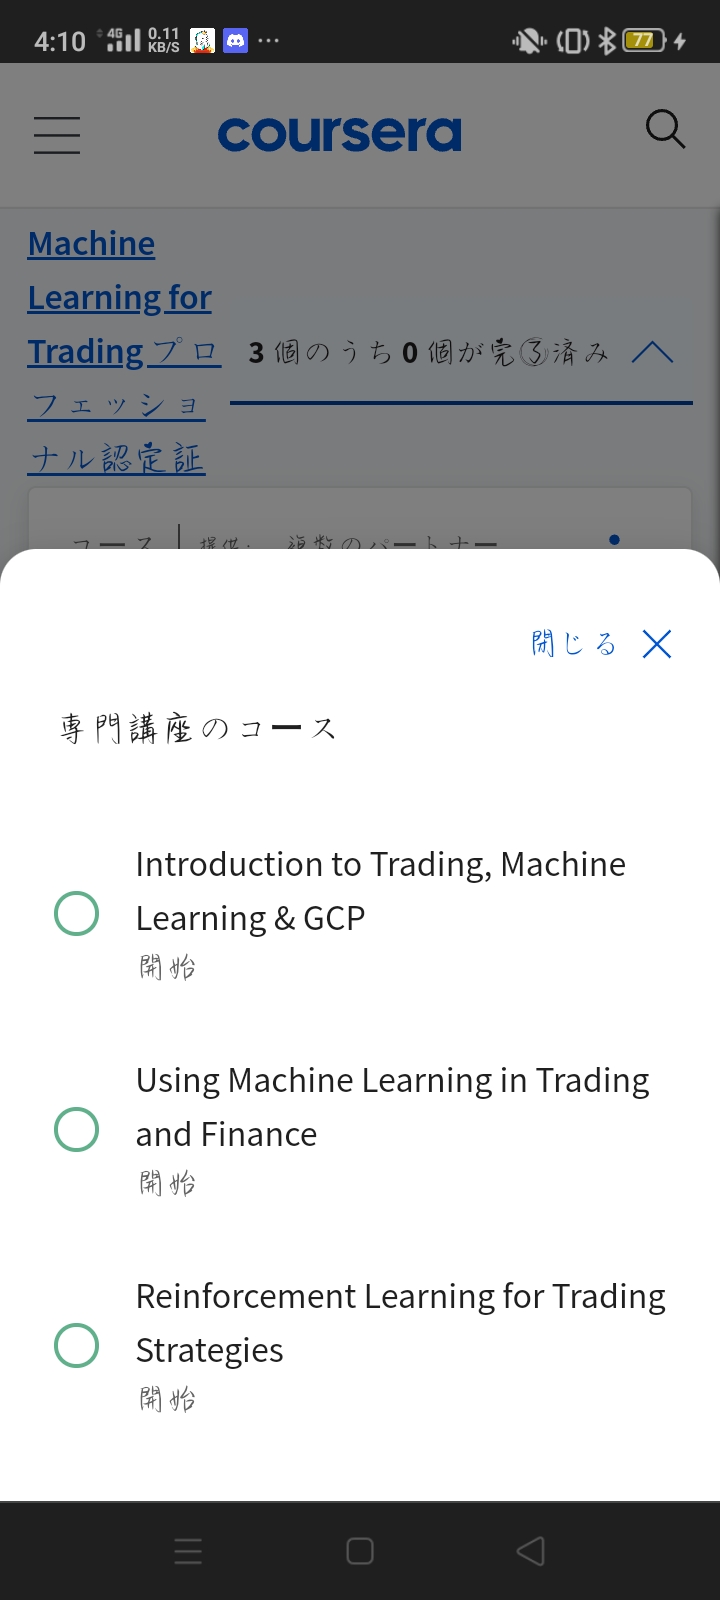 4:10 4G 0.11 KB/S 77
coursera
Machine
Learning for
Trading プロ
フェッショ
ナル認定証
3 個のうち 0 個が完了済み
コース 提供: 複数のパートナー
閉じる
専門講座のコース
Introduction to Trading, Machine
Learning & GCP
開始
Using Machine Learning in Trading
and Finance
開始
Reinforcement Learning for Trading
Strategies
開始